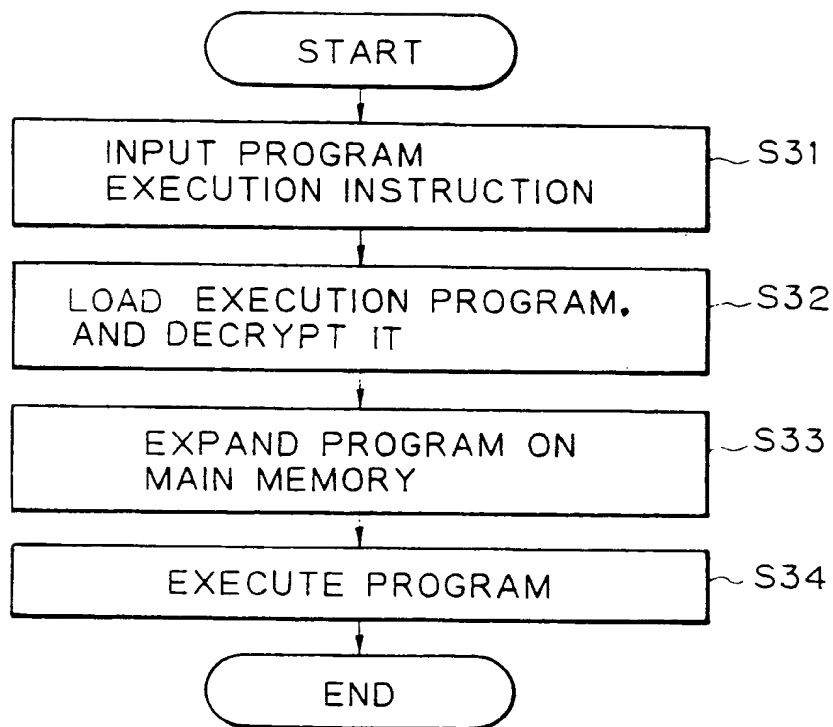 START
INPUT PROGRAM
EXECUTION INSTRUCTION
S31
LOAD EXECUTION PROGRAM.
AND DECRYPT IT
S32
EXPAND PROGRAM ON
MAIN MEMORY
S33
EXECUTE PROGRAM
S34
END